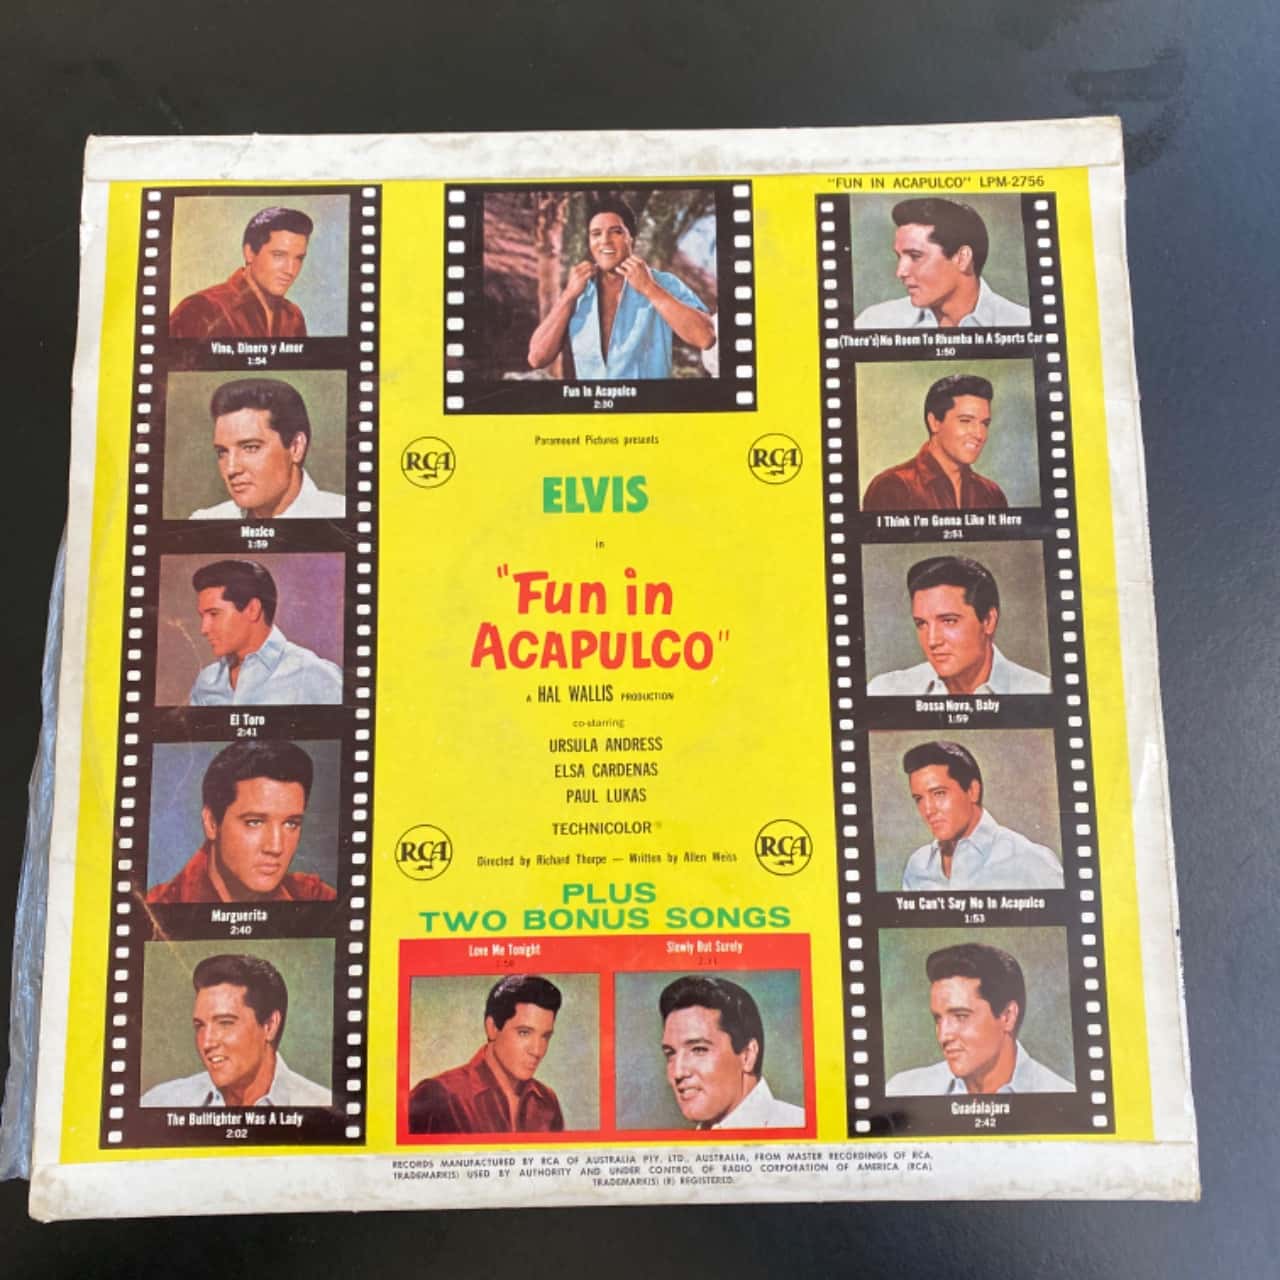 "FUN IN ACAPULCO" LPM-2756
Vino, Dinero y Amor
1:54
Mexico
1:59
El Toro
2:41
Marguerita
2:40
The Bullfighter Was A Lady
2:02
Fun In Acapulco
2:30
Paramount Pictures presents
RCA
RCA
ELVIS
in
"Fun in
ACAPULCO"
A HAL WALLIS PRODUCTION
co-starring
URSULA ANDRESS
ELSA CARDENAS
PAUL LUKAS
TECHNICOLOR®
RCA
RCA
Directed by Richard Thorpe — Written by Allen Weiss
PLUS
TWO BONUS SONGS
Love Me Tonight
Slowly But Surely
(There's) No Room To Rhumba In A Sports Car
1:50
I Think I'm Gonna Like It Here
2:51
Bossa Nova, Baby
1:59
You Can't Say No In Acapulco
1:53
Guadalajara
2:42
RECORDS MANUFACTURED BY RCA OF AUSTRALIA PTY. LTD., AUSTRALIA, FROM MASTER RECORDINGS OF RCA.
TRADEMARK(S) USED BY AUTHORITY AND UNDER CONTROL OF RADIO CORPORATION OF AMERICA (RCA).
TRADEMARK(S) (R) REGISTERED.